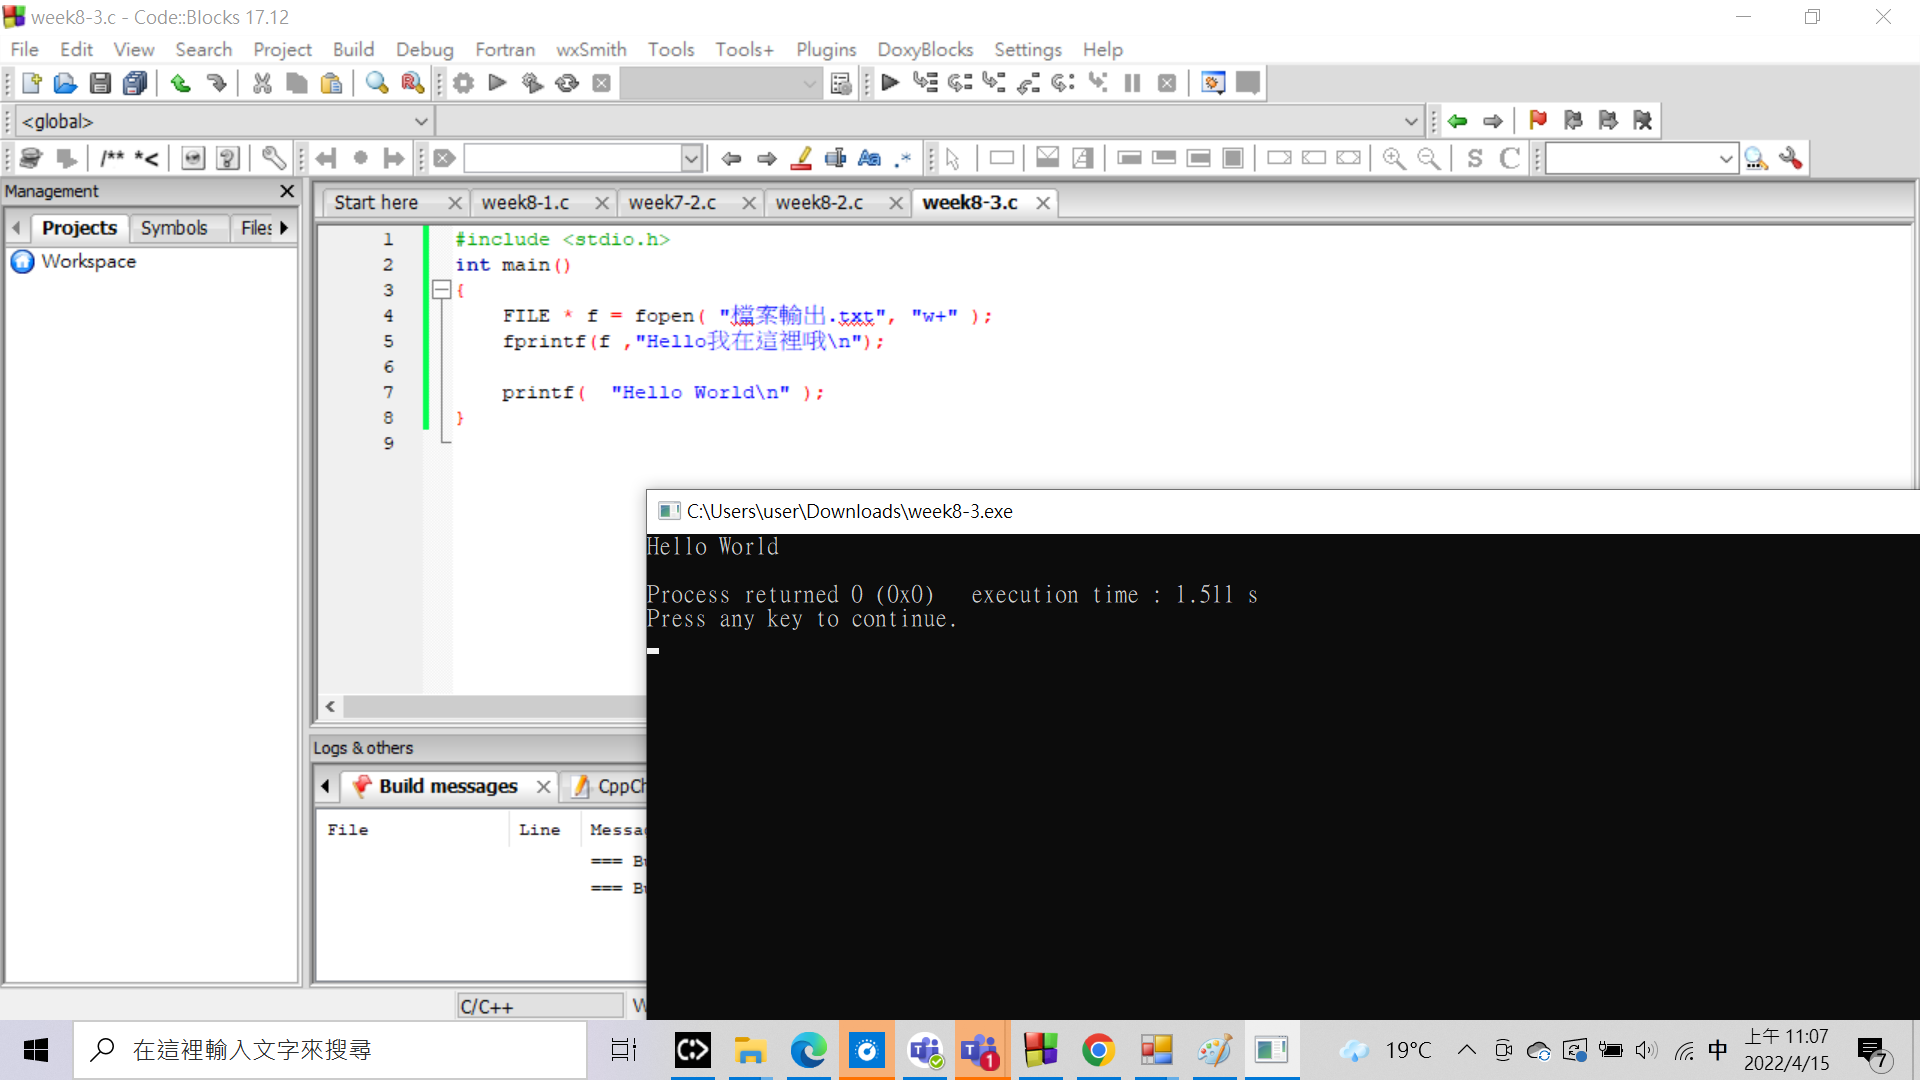 week8-3.c - Code::Blocks 17.12
File Edit View Search Project Build Debug Fortran wxSmith Tools Tools+ Plugins DoxyBlocks Settings Help
<global>
/** *<
Aa .*
S C
Management
Projects Symbols Files
Workspace
Start here week8-1.c week7-2.c week8-2.c week8-3.c
1 #include <stdio.h>
2 int main()
3 {
4 FILE * f = fopen( "檔案輸出.txt", "w+" );
5 fprintf(f ,"Hello我在這裡哦\n");
6
7 printf(  "Hello World\n" );
8 }
9
C:\Users\user\Downloads\week8-3.exe
Hello World
Process returned 0 (0x0)   execution time : 1.511 s
Press any key to continue.
Logs & others
Build messages
File Line
===
===
C/C++
在這裡輸入文字來搜尋
1
19°C
中
上午 11:07
2022/4/15
7